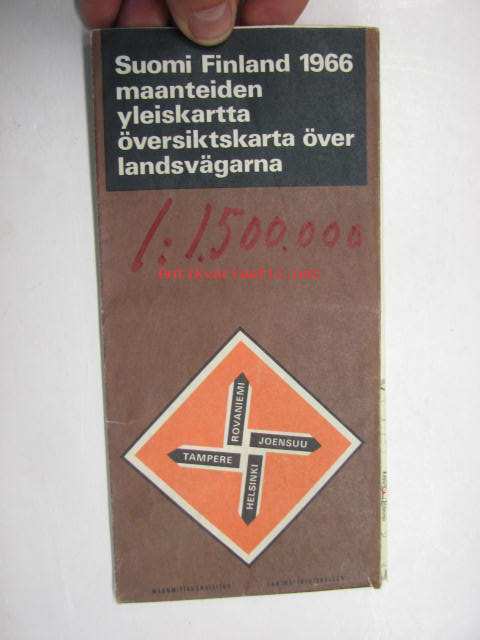 Suomi Finland 1966
maanteiden
yleiskartta
översiktskarta över
landsvägarna
1:1.500.000
ROVANIEMI
JOENSUU
TAMPERE
HELSINKI